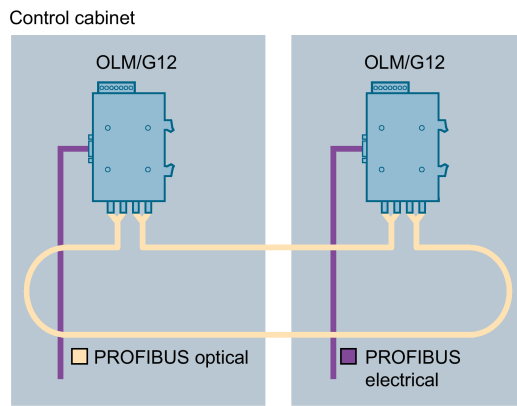 Control cabinet
OLM/G12
OLM/G12
PROFIBUS optical
PROFIBUS
electrical